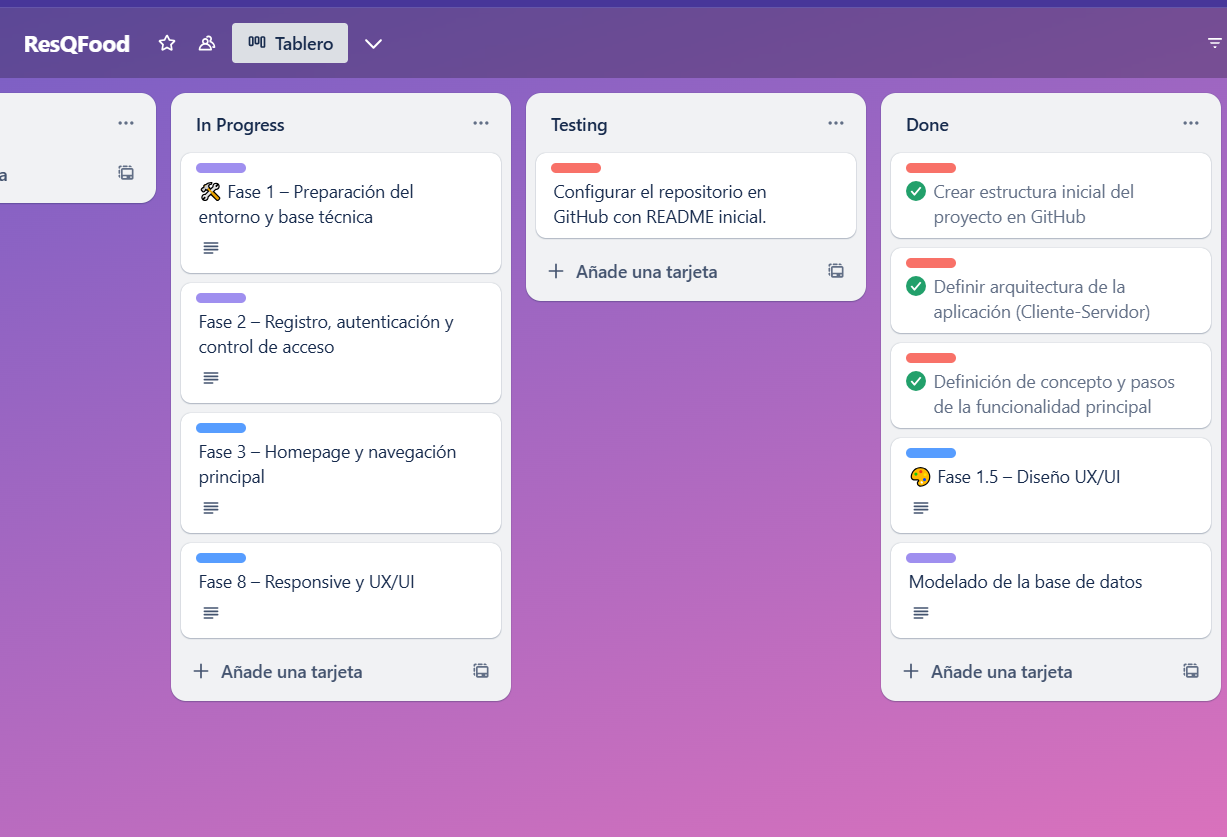 ResQFood
Tablero
a
In Progress
🛠 Fase 1 – Preparación del
entorno y base técnica
Fase 2 – Registro, autenticación y
control de acceso
Fase 3 – Homepage y navegación
principal
Fase 8 – Responsive y UX/UI
Añade una tarjeta
Testing
Configurar el repositorio en
GitHub con README inicial.
Añade una tarjeta
Done
Crear estructura inicial del
proyecto en GitHub
Definir arquitectura de la
aplicación (Cliente-Servidor)
Definición de concepto y pasos
de la funcionalidad principal
🎨 Fase 1.5 – Diseño UX/UI
Modelado de la base de datos
Añade una tarjeta